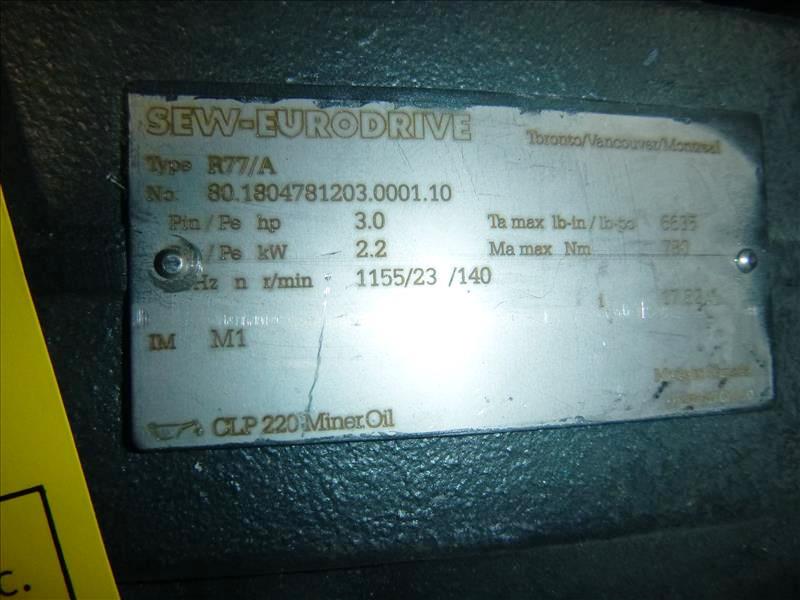 SEW-EURODRIVE
Toronto/Vancouver/Montreal
Type R77/A
No. 80.1804781203.0001.10
Pin / Pe hp 3.0 Ta max lb-in / lb-po 6635
/ Pe kW 2.2 Ma max Nm
Hz n r/min 1155/23 /140
i
IM M1
CLP 220 Miner.Oil
c.